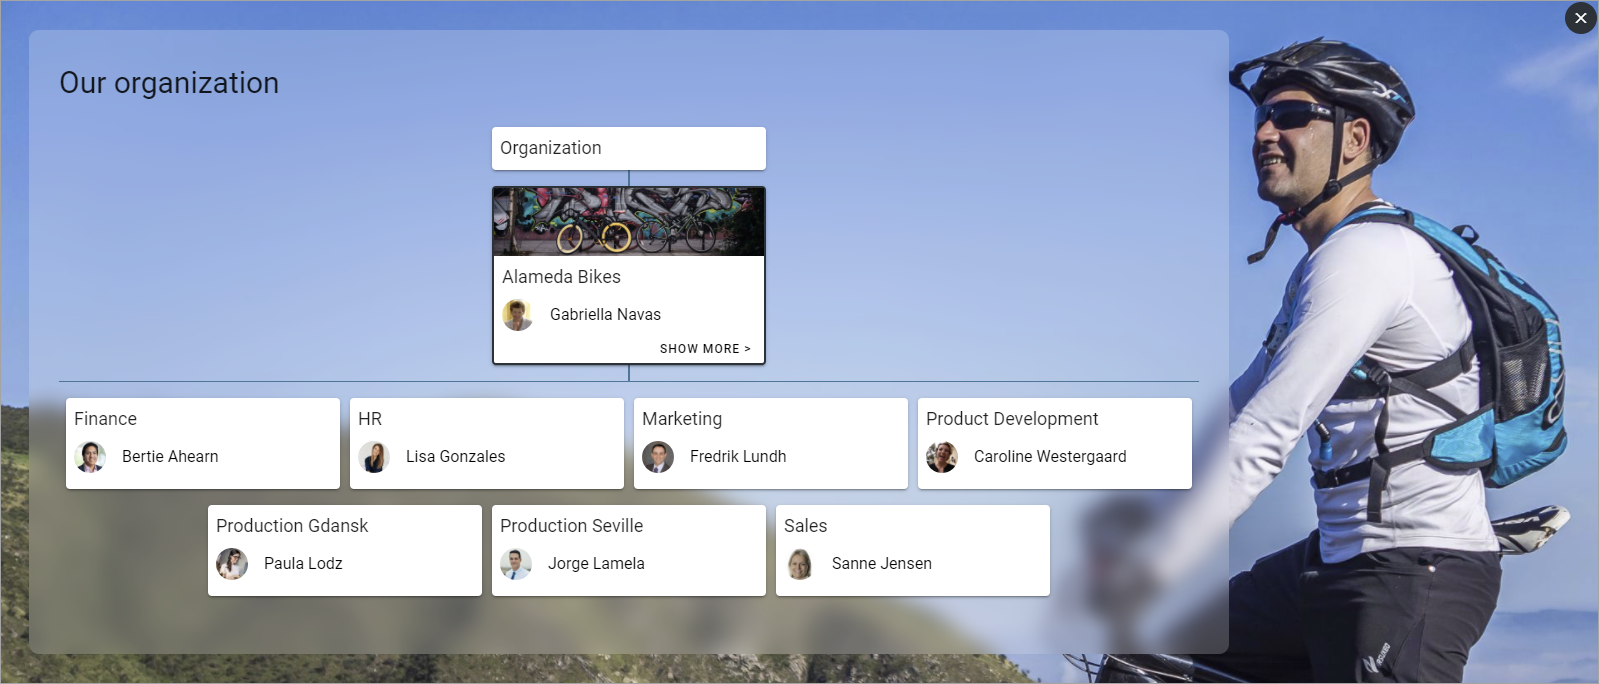 Our organization
Organization
Alameda Bikes
Gabriella Navas
SHOW MORE >
Finance
Bertie Ahearn
HR
Lisa Gonzales
Marketing
Fredrik Lundh
Product Development
Caroline Westergaard
Production Gdansk
Paula Lodz
Production Seville
Jorge Lamela
Sales
Sanne Jensen